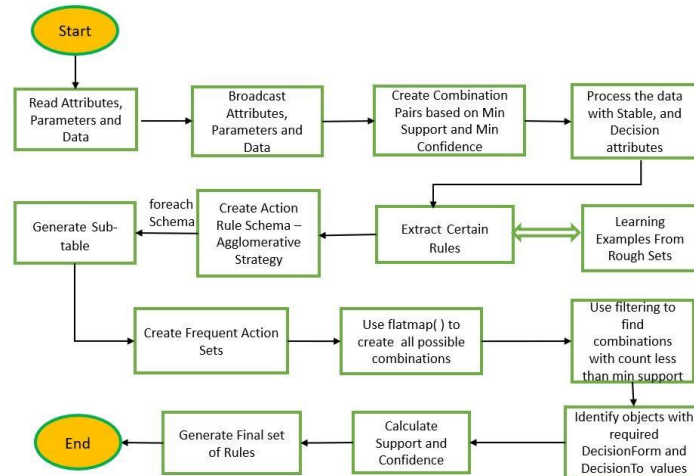 Start
Read Attributes,
Parameters and
Data
Broadcast
Attributes,
Parameters and
Data
Create Combination
Pairs based on Min
Support and Min
Confidence
Process the data
with Stable, and
Decision
attributes
Generate Sub-
table
foreach
Schema
Create Action
Rule Schema –
Agglomerative
Strategy
Extract Certain
Rules
Learning
Examples From
Rough Sets
Create Frequent Action
Sets
Use flatmap( ) to
create all possible
combinations
Use filtering to
find
combinations
with count less
than min support
End
Generate Final set
of Rules
Calculate
Support and
Confidence
Identify objects with
required
DecisionForm and
DecisionTo values